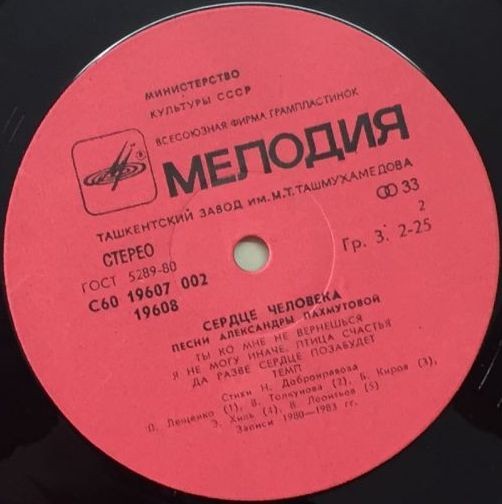 МИНИСТЕРСТВО
КУЛЬТУРЫ СССР
ВСЕСОЮЗНАЯ ФИРМА ГРАМПЛАСТИНОК
МЕЛОДИЯ
ТАШКЕНТСКИЙ ЗАВОД ИМ. М.Т. ТАШМУХАМЕДОВА
СТЕРЕО
33
ГОСТ 5289-80
2
С60 19607 002
Гр. 3. 2-25
19608
СЕРДЦЕ ЧЕЛОВЕКА
ПЕСНИ АЛЕКСАНДРЫ ПАХМУТОВОЙ
ТЫ КО МНЕ НЕ ВЕРНЕШЬСЯ
Я НЕ МОГУ ИНАЧЕ, ПТИЦА СЧАСТЬЯ
ДА РАЗВЕ СЕРДЦЕ ПОЗАБУДЕТ
ТЕМП
Стихи Н. Добронравова
Л. Лещенко (1), В. Толкунова (2), Б. Киров (3),
Э. Хиль (4), В. Леонтьев (5)
Записи 1980—1983 гг.